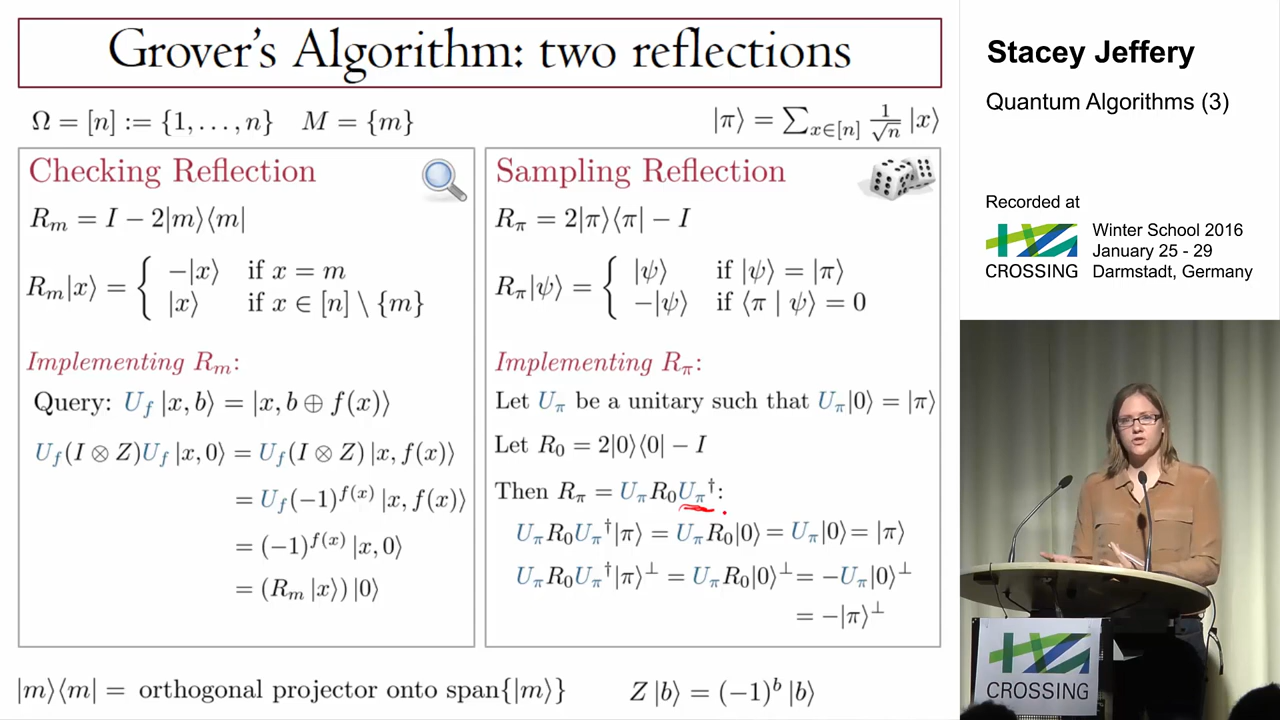 Grover's Algorithm: two reflections
Ω = [n] := {1, . . . , n} M = {m}
|π⟩ = ∑_{x∈[n]} 1/√n |x⟩
Checking Reflection
R_m = I − 2|m⟩⟨m|
R_m|x⟩ = { −|x⟩ if x = m
|x⟩ if x ∈ [n] \ {m}
Implementing R_m:
Query: U_f |x, b⟩ = |x, b ⊕ f(x)⟩
U_f(I ⊗ Z)U_f |x, 0⟩ = U_f(I ⊗ Z) |x, f(x)⟩
= U_f(−1)^{f(x)} |x, f(x)⟩
= (−1)^{f(x)} |x, 0⟩
= (R_m |x⟩) |0⟩
Sampling Reflection
R_π = 2|π⟩⟨π| − I
R_π|ψ⟩ = { |ψ⟩ if |ψ⟩ = |π⟩
−|ψ⟩ if ⟨π | ψ⟩ = 0
Implementing R_π:
Let U_π be a unitary such that U_π|0⟩ = |π⟩
Let R_0 = 2|0⟩⟨0| − I
Then R_π = U_π R_0 U_π^†:
U_π R_0 U_π^†|π⟩ = U_π R_0|0⟩ = U_π|0⟩ = |π⟩
U_π R_0 U_π^†|π⟩^⊥ = U_π R_0|0⟩^⊥ = −U_π|0⟩^⊥
= −|π⟩^⊥
|m⟩⟨m| = orthogonal projector onto span{|m⟩}
Z |b⟩ = (−1)^b |b⟩
Stacey Jeffery
Quantum Algorithms (3)
Recorded at
CROSSING
Winter School 2016
January 25 - 29
Darmstadt, Germany
CROSSING